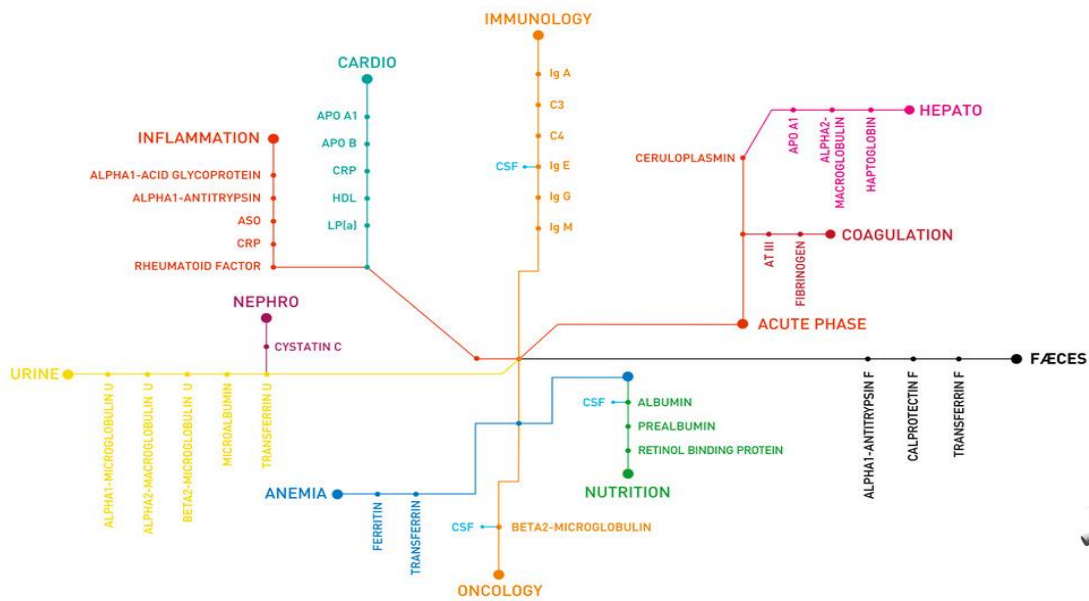 IMMUNOLOGY
Ig A
C3
C4
CSF
Ig E
Ig G
Ig M
CARDIO
APO A1
APO B
CRP
HDL
LP(a)
INFLAMMATION
ALPHA1-ACID GLYCOPROTEIN
ALPHA1-ANTITRYPSIN
ASO
CRP
RHEUMATOID FACTOR
HEPATO
CERULOPLASMIN
APO A1
ALPHA2-
MACROGLOBULIN
HAPTOGLOBIN
COAGULATION
AT III
FIBRINOGEN
ACUTE PHASE
NEPHRO
CYSTATIN C
URINE
ALPHA1-MICROGLOBULIN U
ALPHA2-MACROGLOBULIN U
BETA2-MICROGLOBULIN U
MICROALBUMIN
TRANSFERRIN U
FÆCES
ALPHA1-ANTITRYPSIN F
CALPROTECTIN F
TRANSFERRIN F
CSF
ALBUMIN
PREALBUMIN
RETINOL BINDING PROTEIN
NUTRITION
ANEMIA
FERRITIN
TRANSFERRIN
CSF
BETA2-MICROGLOBULIN
ONCOLOGY